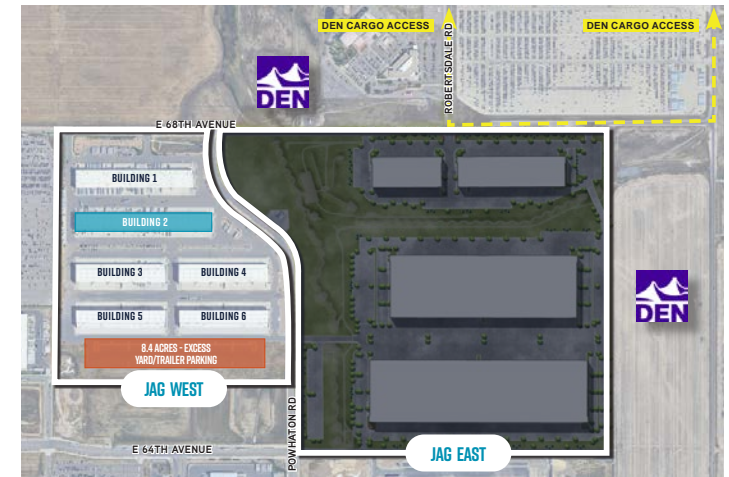 DEN CARGO ACCESS
DEN CARGO ACCESS
ROBERTSDALE RD
DEN
E 68TH AVENUE
BUILDING 1
BUILDING 2
BUILDING 3
BUILDING 4
BUILDING 5
BUILDING 6
8.4 ACRES - EXCESS
YARD/TRAILER PARKING
DEN
JAG WEST
POWHATON RD
E 64TH AVENUE
JAG EAST